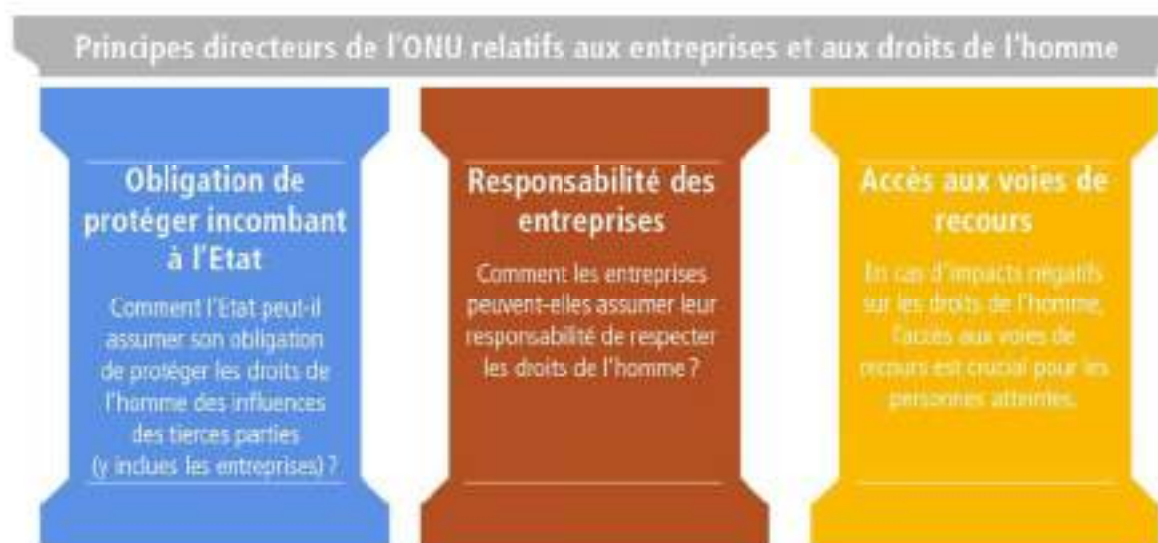 Principes directeurs de l'ONU relatifs aux entreprises et aux droits de l'homme
Obligation de
protéger incombant
à l'Etat
Comment l'Etat peut-il
assumer son obligation
de protéger les droits de
l'homme des influences
des tierces parties
(y inclues les entreprises) ?
Responsabilité des
entreprises
Comment les entreprises
peuvent-elles assumer leur
responsabilité de respecter
les droits de l'homme ?
Accès aux voies de
recours
En cas d'impacts négatifs
sur les droits de l'homme,
l'accès aux voies de
recours est crucial pour les
personnes atteintes.